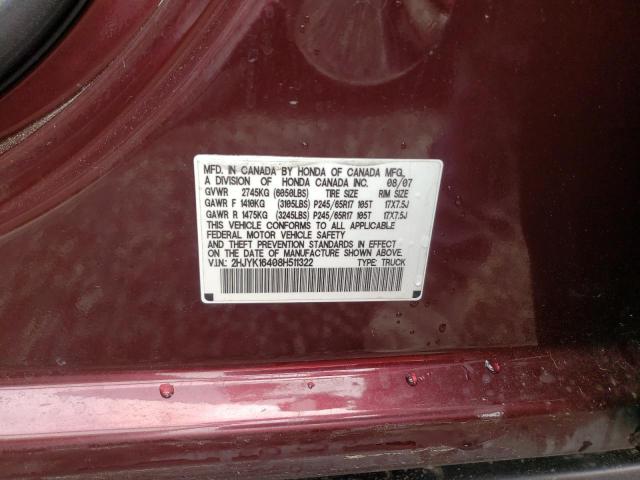 MFD. IN CANADA BY HONDA OF CANADA MFG.
A DIVISION OF HONDA CANADA INC. 08/07
GVWR 2745KG (6050LBS) TIRE SIZE RIM SIZE
GAWR F 1410KG (3105LBS) P245/65R17 105T 17X7.5J
GAWR R 1475KG (3245LBS) P245/65R17 105T 17X7.5J
THIS VEHICLE CONFORMS TO ALL APPLICABLE
FEDERAL MOTOR VEHICLE SAFETY
AND THEFT PREVENTION STANDARDS IN EFFECT
ON THE DATE OF MANUFACTURE SHOWN ABOVE.
V.I.N.: 2HJYK16408H511322 TYPE: TRUCK